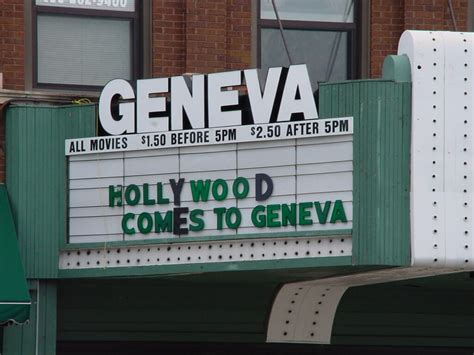 GENEVA
ALL MOVIES $1.50 BEFORE 5PM $2.50 AFTER 5PM
HOLLYWOOD
COMES TO GENEVA